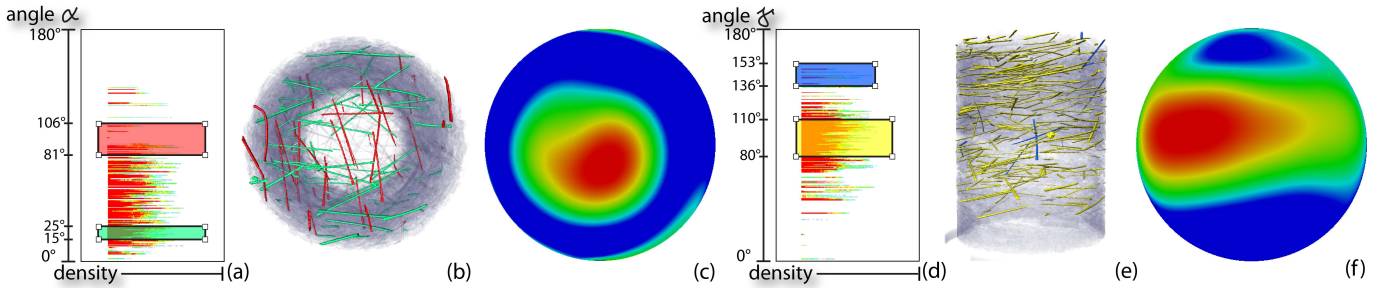 angle α
180°
106°
81°
25°
15°
0°
density
(a)
(b)
(c)
angle
180°
153°
136°
110°
80°
0°
density
(d)
(e)
(f)